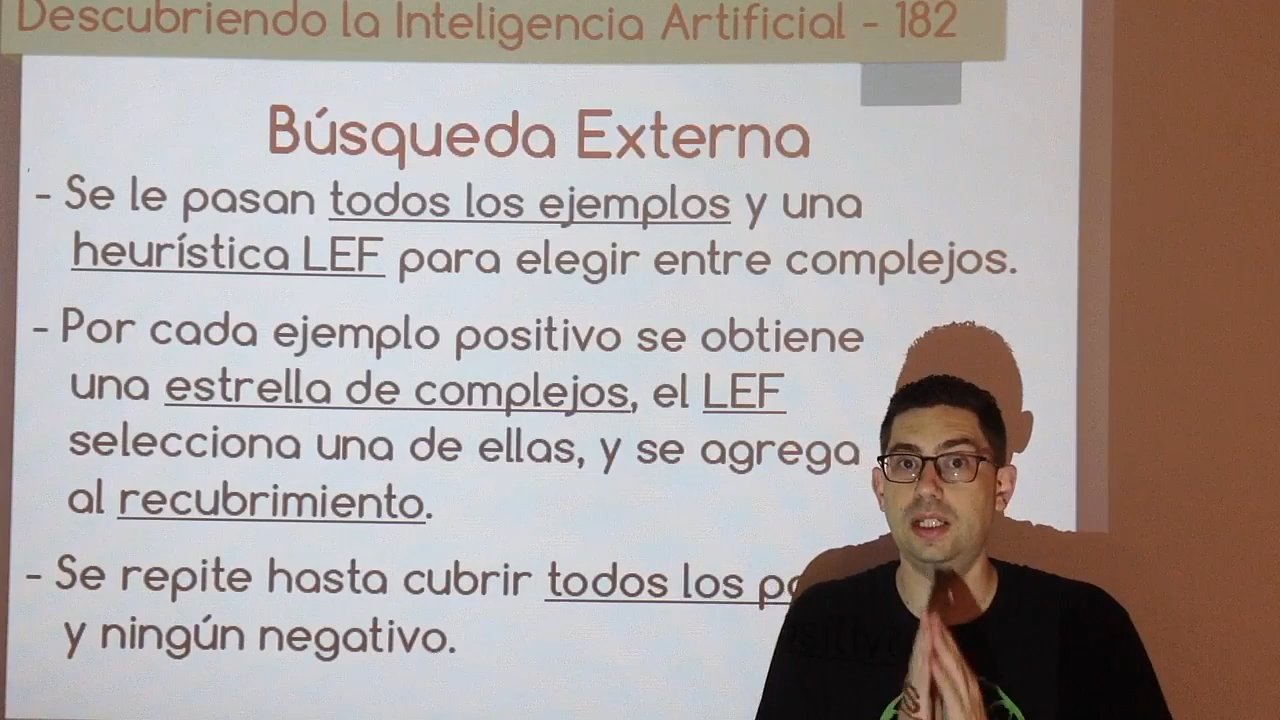 Descubriendo la Inteligencia Artificial - 182
Búsqueda Externa
- Se le pasan todos los ejemplos y una
heurística LEF para elegir entre complejos.
- Por cada ejemplo positivo se obtiene
una estrella de complejos, el LEF
selecciona una de ellas, y se agrega
al recubrimiento.
- Se repite hasta cubrir todos los
y ningún negativo.